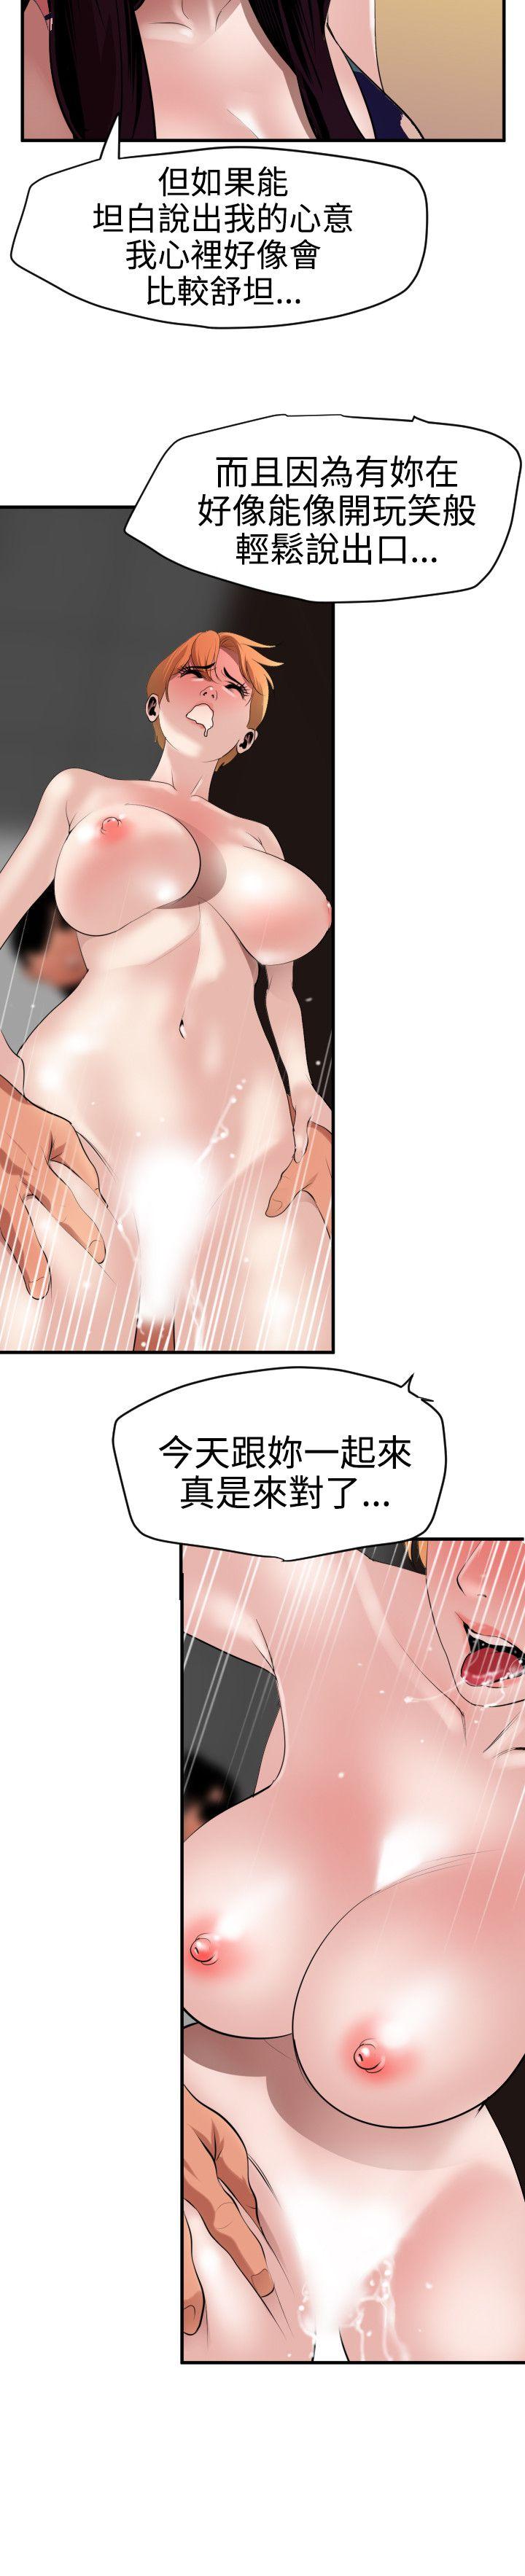 但如果能
坦白說出我的心意
我心裡好像會
比較舒坦...
而且因為有妳在
好像能像開玩笑般
輕鬆說出口...
今天跟妳一起來
真是來對了...